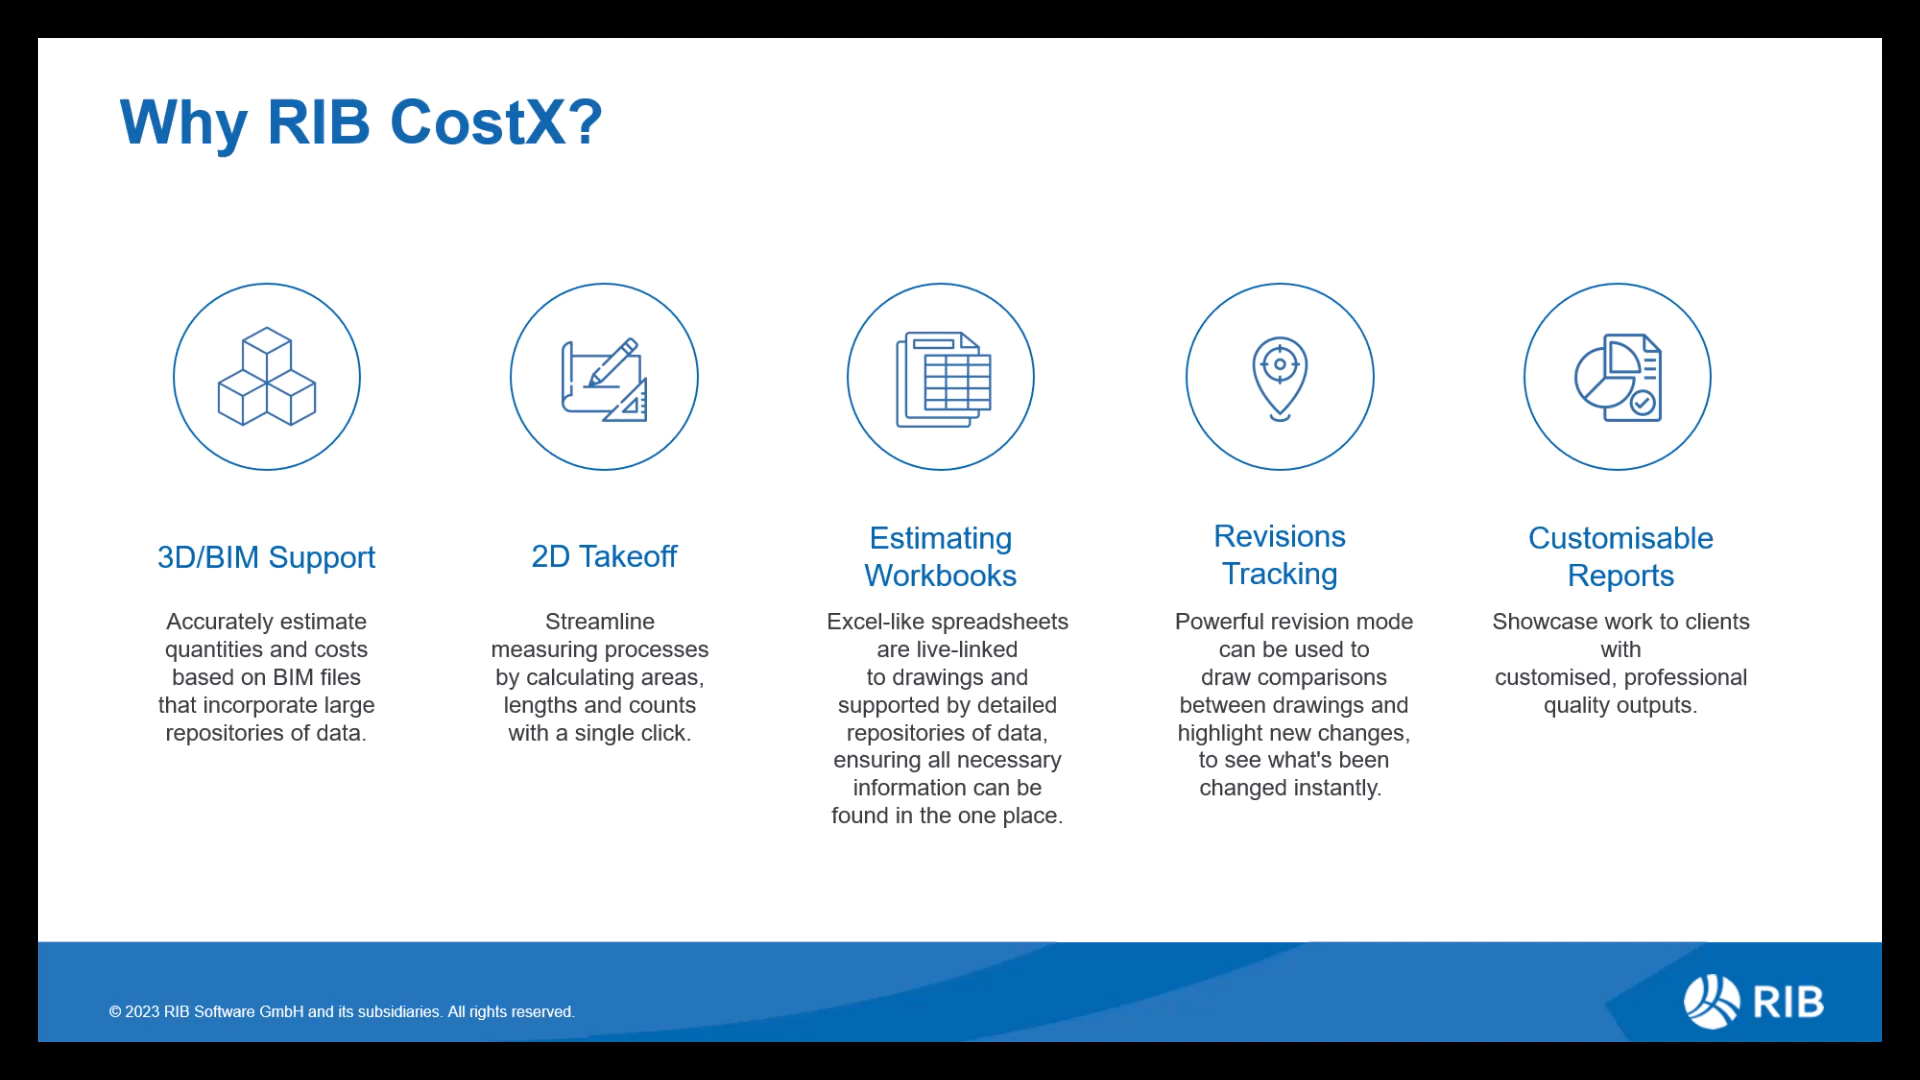 Why RIB CostX?
3D/BIM Support
Accurately estimate
quantities and costs
based on BIM files
that incorporate large
repositories of data.
2D Takeoff
Streamline
measuring processes
by calculating areas,
lengths and counts
with a single click.
Estimating
Workbooks
Excel-like spreadsheets
are live-linked
to drawings and
supported by detailed
repositories of data,
ensuring all necessary
information can be
found in the one place.
Revisions
Tracking
Powerful revision mode
can be used to
draw comparisons
between drawings and
highlight new changes,
to see what's been
changed instantly.
Customisable
Reports
Showcase work to clients
with
customised, professional
quality outputs.
© 2023 RIB Software GmbH and its subsidiaries. All rights reserved.
RIB